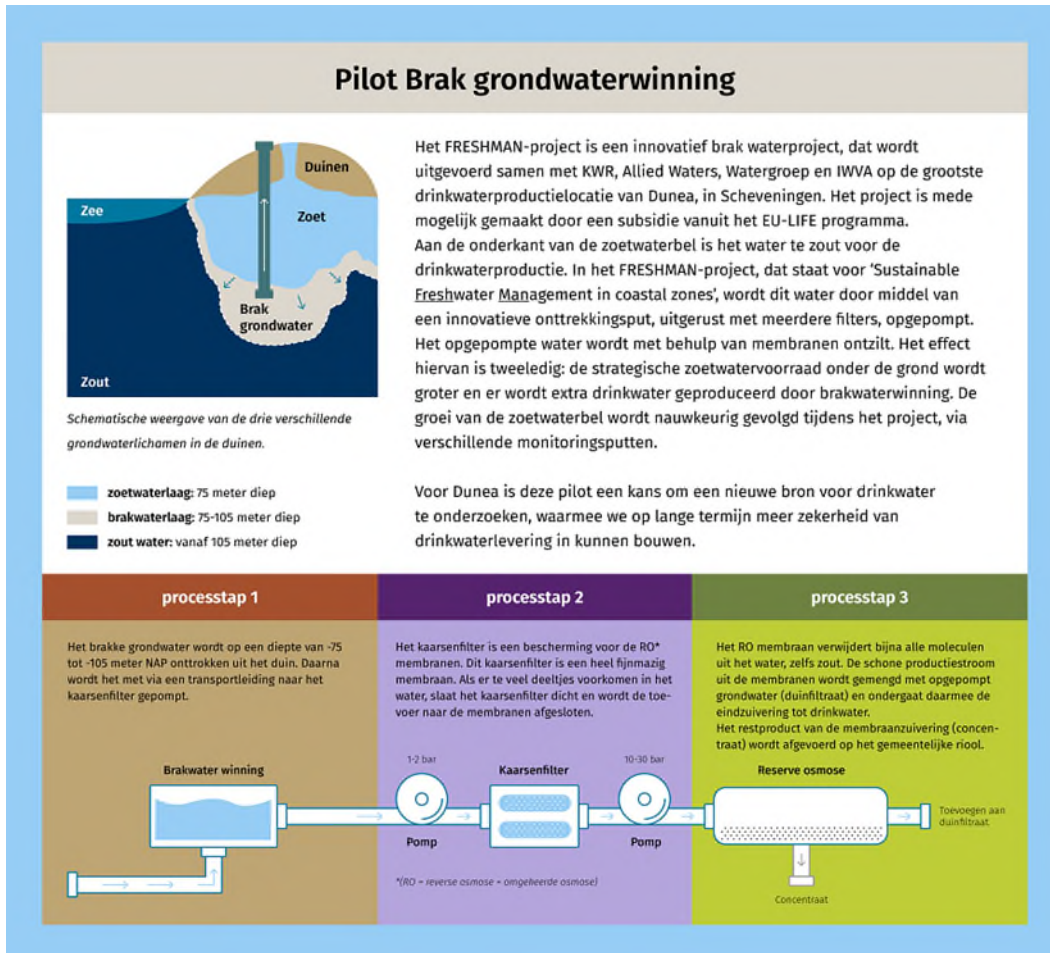 Pilot Brak grondwaterwinning
Duinen
Zee
Zoet
Brak
grondwater
Zout
Schematische weergave van de drie verschillende
grondwaterlichamen in de duinen.
zoetwaterlaag: 75 meter diep
brakwaterlaag: 75-105 meter diep
zout water: vanaf 105 meter diep
Het FRESHMAN-project is een innovatief brak waterproject, dat wordt
uitgevoerd samen met KWR, Allied Waters, Watergroep en IWVA op de grootste
drinkwaterproductielocatie van Dunea, in Scheveningen. Het project is mede
mogelijk gemaakt door een subsidie vanuit het EU-LIFE programma.
Aan de onderkant van de zoetwaterbel is het water te zout voor de
drinkwaterproductie. In het FRESHMAN-project, dat staat voor ‘Sustainable
Freshwater Management in coastal zones’, wordt dit water door middel van
een innovatieve onttrekkingsput, uitgerust met meerdere filters, opgepompt.
Het opgepompte water wordt met behulp van membranen ontzilt. Het effect
hiervan is tweeledig: de strategische zoetwatervoorraad onder de grond wordt
groter en er wordt extra drinkwater geproduceerd door brakwaterwinning. De
groei van de zoetwaterbel wordt nauwkeurig gevolgd tijdens het project, via
verschillende monitoringsputten.
Voor Dunea is deze pilot een kans om een nieuwe bron voor drinkwater
te onderzoeken, waarmee we op lange termijn meer zekerheid van
drinkwaterlevering in kunnen bouwen.
processtap 1
Het brakke grondwater wordt op een diepte van -75
tot -105 meter NAP onttrokken uit het duin. Daarna
wordt het met via een transportleiding naar het
kaarsenfilter gepompt.
Brakwater winning
processtap 2
Het kaarsenfilter is een bescherming voor de RO*
membranen. Dit kaarsenfilter is een heel fijnmazig
membraan. Als er te veel deeltjes voorkomen in het
water, slaat het kaarsenfilter dicht en wordt de toe-
voer naar de membranen afgesloten.
1-2 bar
Pomp
Kaarsenfilter
10-30 bar
Pomp
*(RO = reverse osmose = omgekeerde osmose)
processtap 3
Het RO membraan verwijdert bijna alle moleculen
uit het water, zelfs zout. De schone productiestroom
uit de membranen wordt gemengd met opgepompt
grondwater (duinfiltraat) en ondergaat daarmee de
eindzuivering tot drinkwater.
Het restproduct van de membraanzuivering (concen-
traat) wordt afgevoerd op het gemeentelijke riool.
Reserve osmose
Toevoegen aan
duinfiltraat
Concentraat